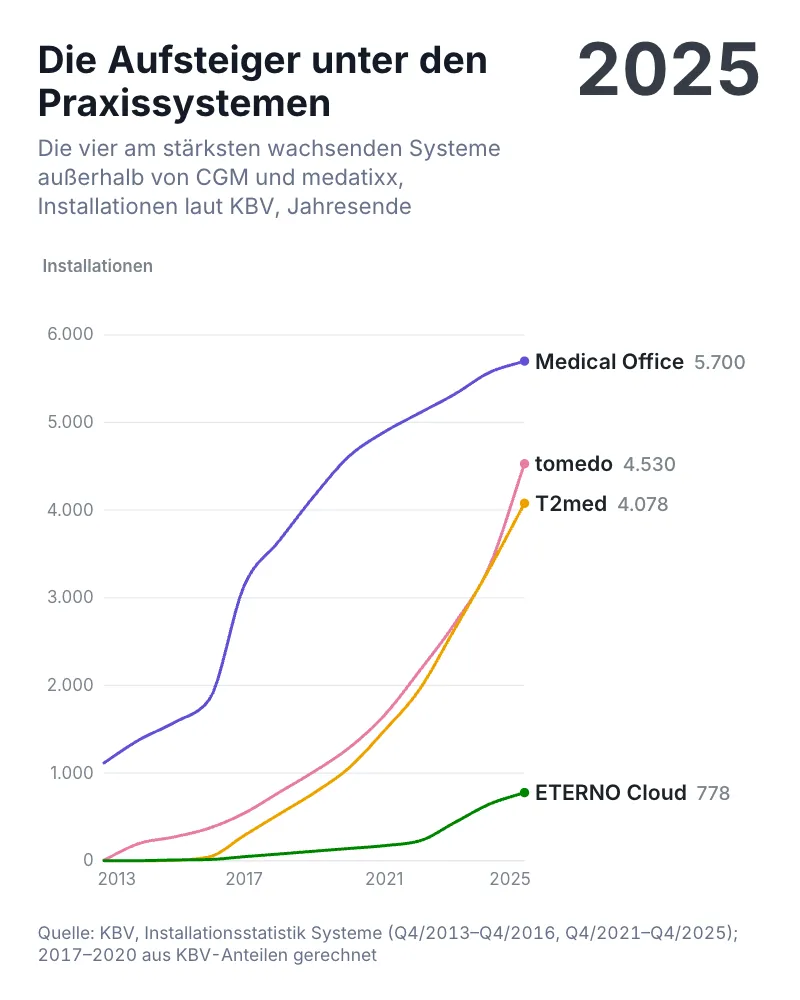 Die Aufsteiger unter den
Praxissystemen
2025
Die vier am stärksten wachsenden Systeme
außerhalb von CGM und medatixx,
Installationen laut KBV, Jahresende
Installationen
6.000
Medical Office 5.700
5.000
tomedo 4.530
4.000
T2med 4.078
3.000
2.000
1.000
ETERNO Cloud 778
0
2013 2017 2021 2025
Quelle: KBV, Installationsstatistik Systeme (Q4/2013–Q4/2016, Q4/2021–Q4/2025);
2017–2020 aus KBV-Anteilen gerechnet